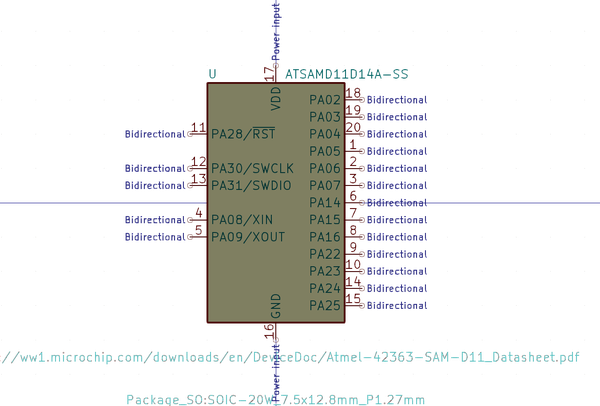 Power input
17
VDD
U ATSAMD11D14A-SS
PA02 18 Bidirectional
PA03 19 Bidirectional
Bidirectional 11 PA28/RST PA04 20 Bidirectional
PA05 1 Bidirectional
Bidirectional 12 PA30/SWCLK PA06 2 Bidirectional
Bidirectional 13 PA31/SWDIO PA07 3 Bidirectional
PA14 6 Bidirectional
Bidirectional 4 PA08/XIN PA15 7 Bidirectional
Bidirectional 5 PA09/XOUT PA16 8 Bidirectional
PA22 9 Bidirectional
PA23 10 Bidirectional
PA24 14 Bidirectional
PA25 15 Bidirectional
GND
16
Power input
//ww1.microchip.com/downloads/en/DeviceDoc/Atmel-42363-SAM-D11_Datasheet.pdf
Package_SO:SOIC-20W_7.5x12.8mm_P1.27mm